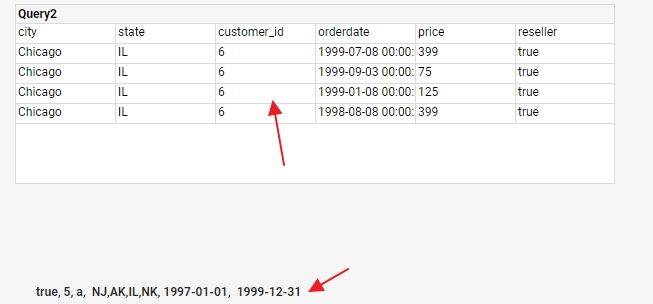 Query2
city state customer_id orderdate price reseller
Chicago IL 6 1999-07-08 00:00: 399 true
Chicago IL 6 1999-09-03 00:00: 75 true
Chicago IL 6 1999-01-08 00:00: 125 true
Chicago IL 6 1998-08-08 00:00: 399 true
true, 5, a, NJ,AK,IL,NK, 1997-01-01, 1999-12-31